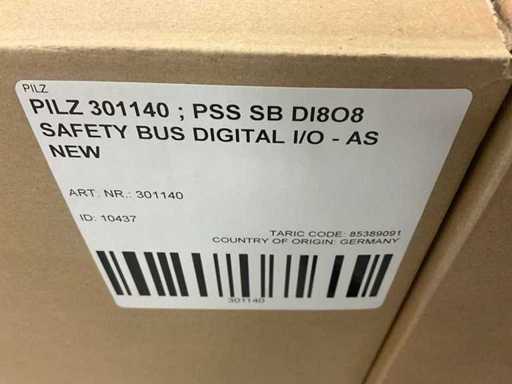 PILZ
PILZ 301140 ; PSS SB DI8O8
SAFETY BUS DIGITAL I/O - AS
NEW
ART. NR.: 301140
ID: 10437
TARIC CODE: 85389091
COUNTRY OF ORIGIN: GERMANY
301140